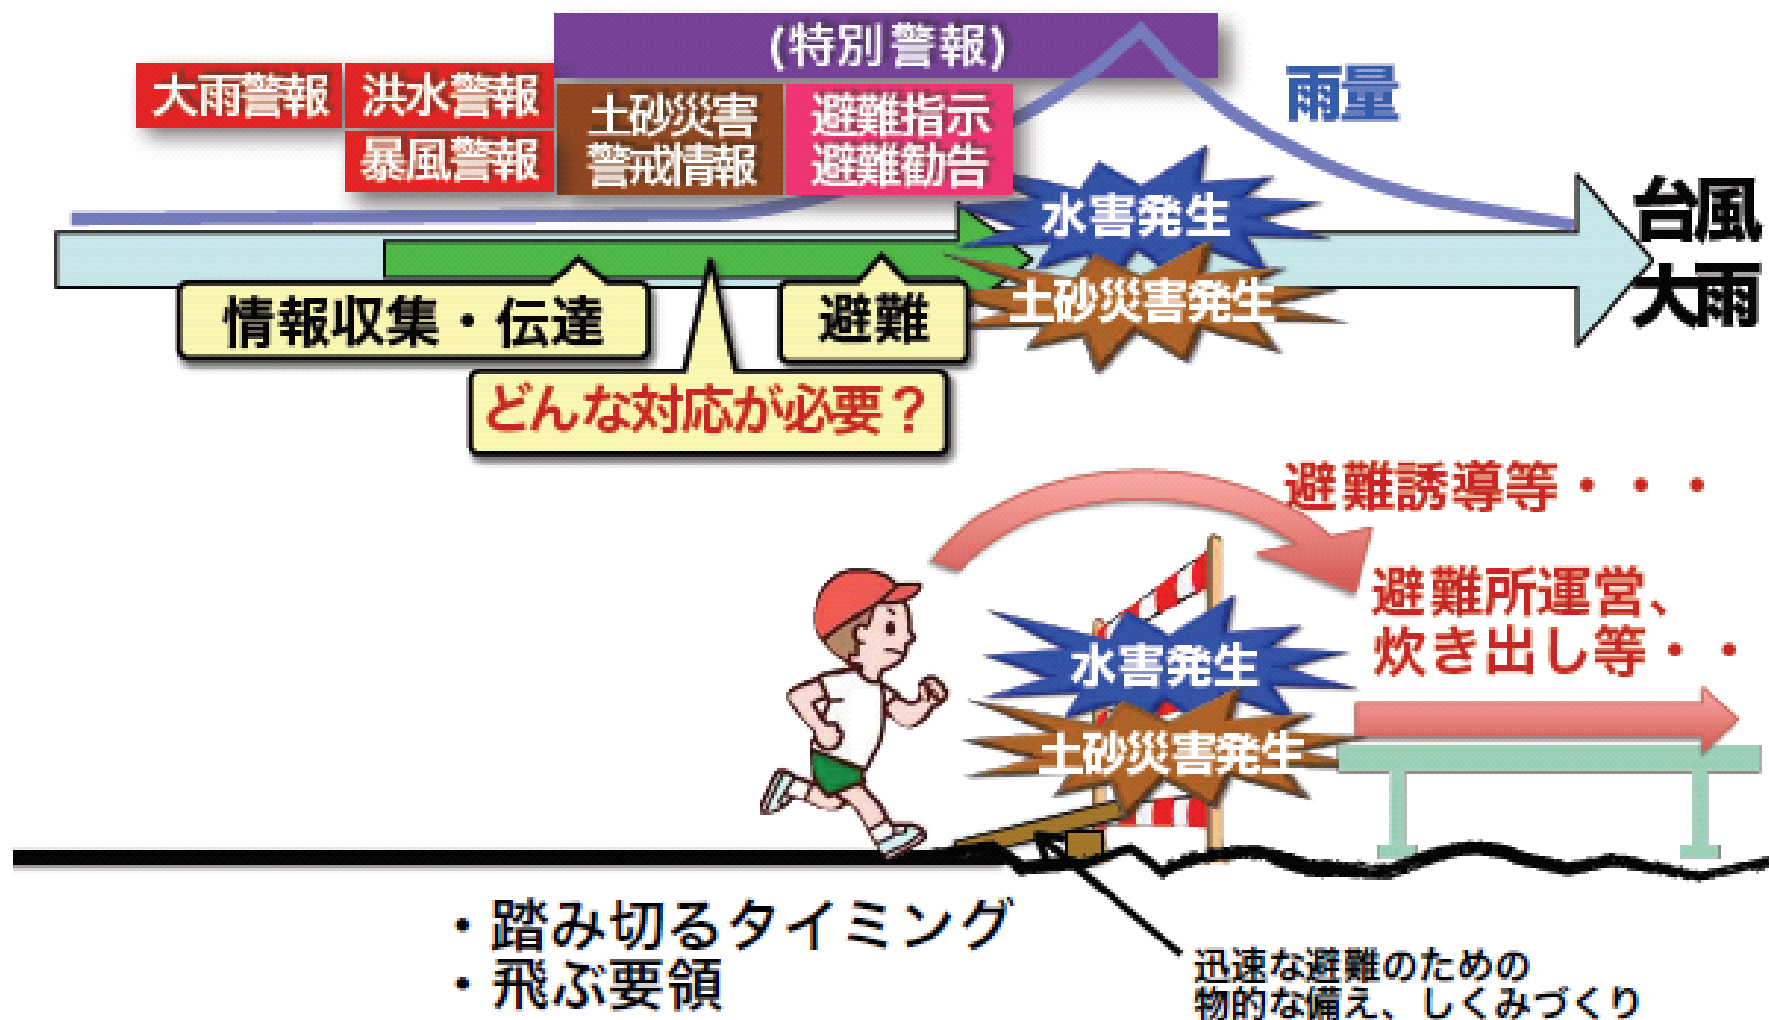 (特別警報)
大雨警報
洪水警報
暴風警報
土砂災害
警戒情報
避難指示
避難勧告
雨量
水害発生
土砂災害発生
台風
大雨
情報収集・伝達
避難
どんな対応が必要？
避難誘導等・・・
避難所運営、
炊き出し等・・
水害発生
土砂災害発生
・踏み切るタイミング
・飛ぶ要領
迅速な避難のための
物的な備え、しくみづくり